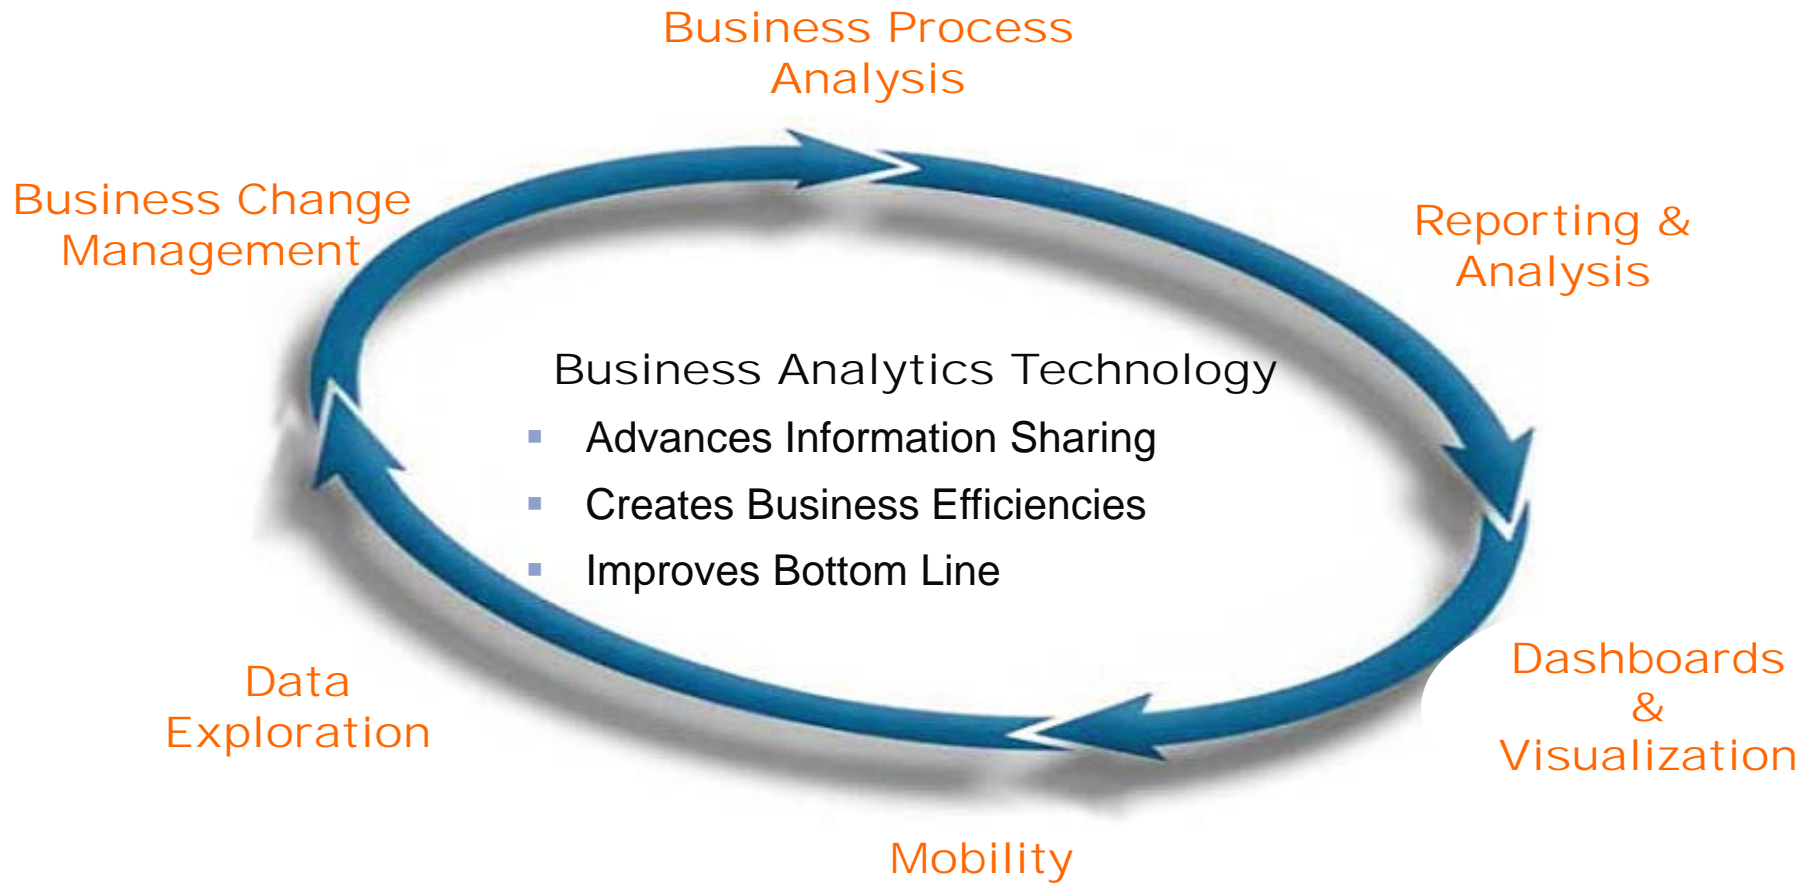 Business Process
Analysis
Business Change
Management
Reporting &
Analysis
Business Analytics Technology
▪ Advances Information Sharing
▪ Creates Business Efficiencies
▪ Improves Bottom Line
Dashboards
&
Visualization
Data
Exploration
Mobility